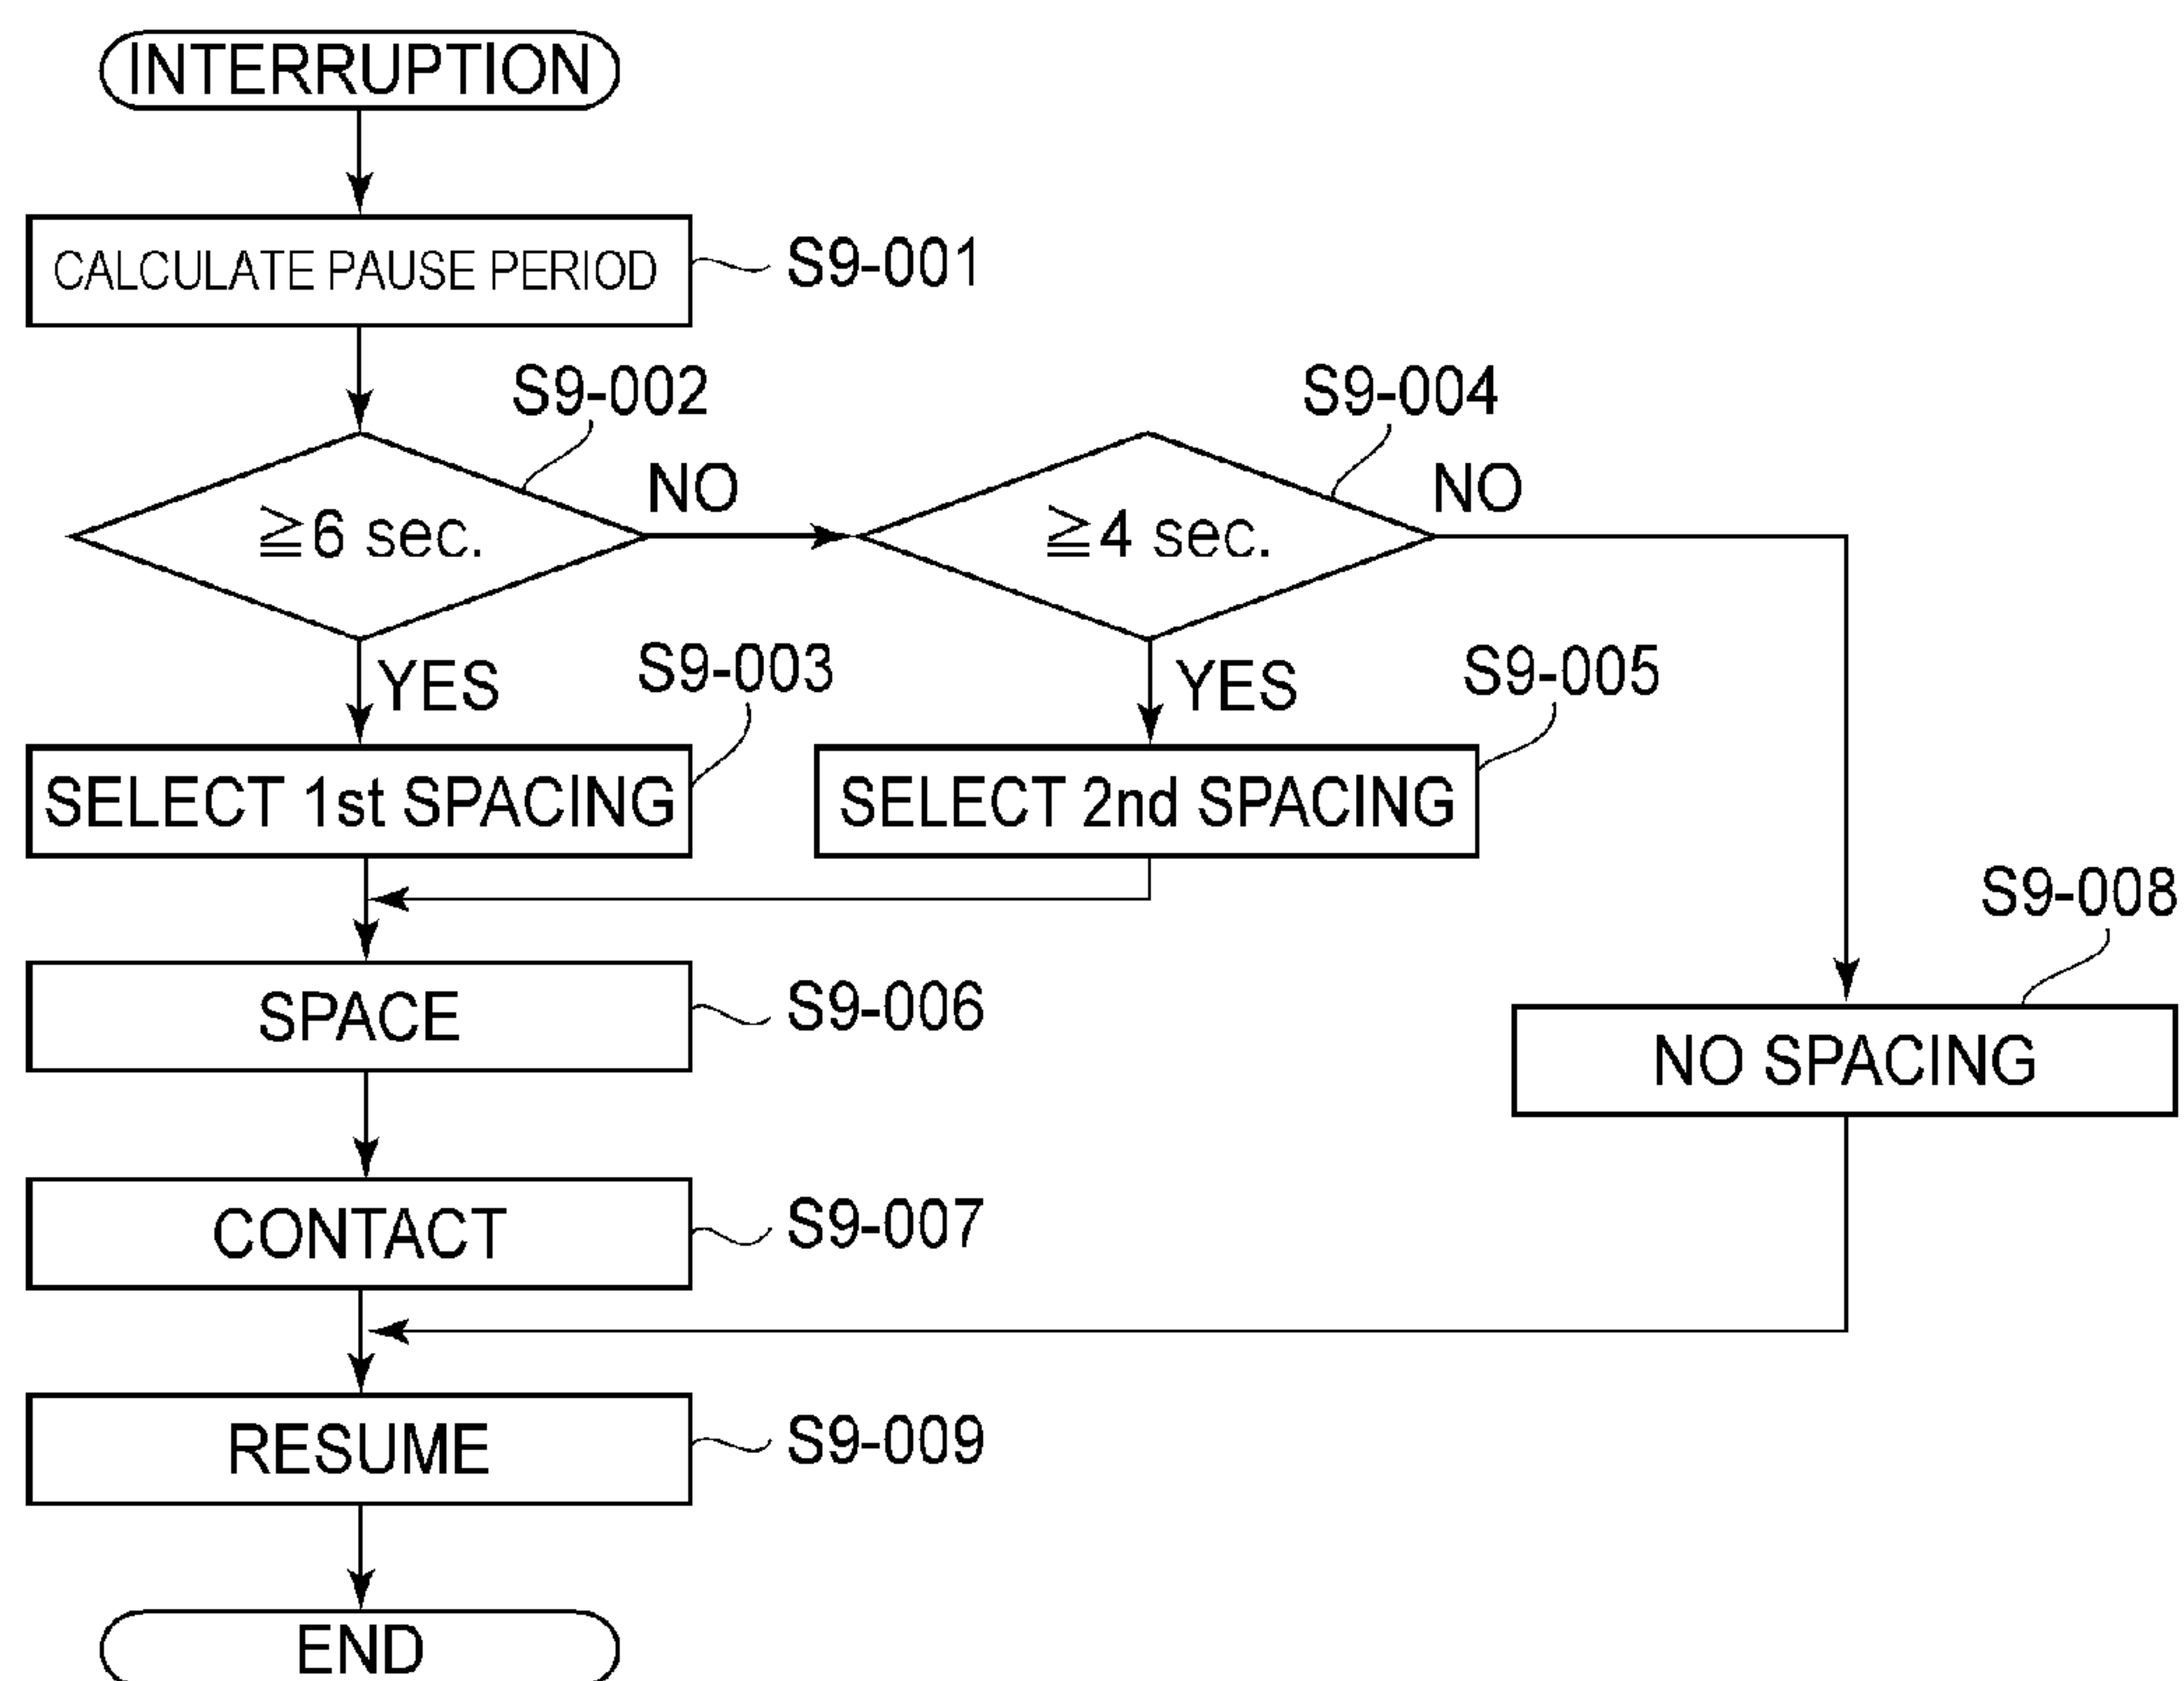 INTERRUPTION
CALCULATE PAUSE PERIOD
S9-001
S9-002
S9-004
NO
NO
≧6 sec.
≧4 sec.
YES
S9-003
YES
S9-005
SELECT 1st SPACING
SELECT 2nd SPACING
S9-008
SPACE
S9-006
NO SPACING
CONTACT
S9-007
RESUME
S9-009
END